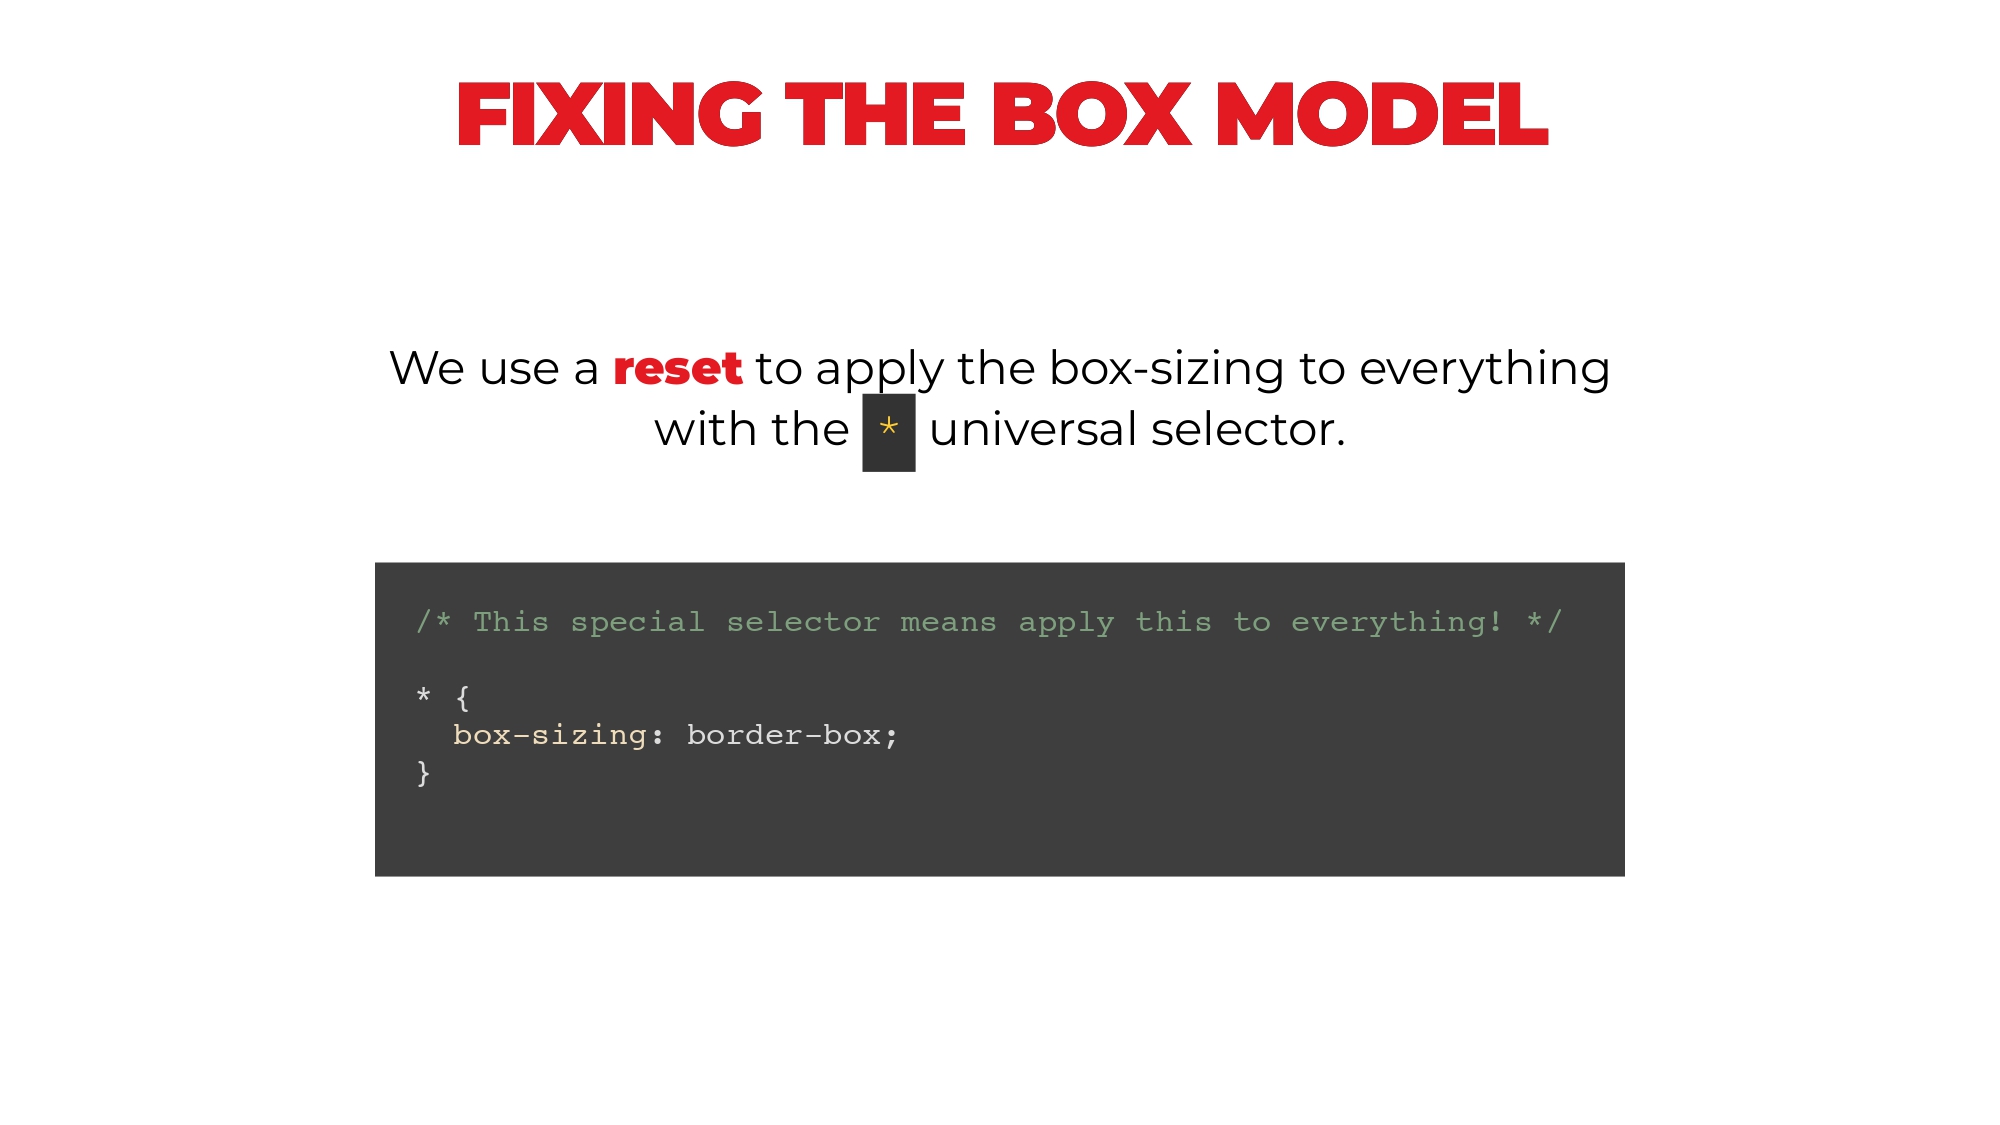 FIXING THE BOX MODEL
We use a reset to apply the box-sizing to everything
with the * universal selector.
/* This special selector means apply this to everything! */
* {
  box-sizing: border-box;
}